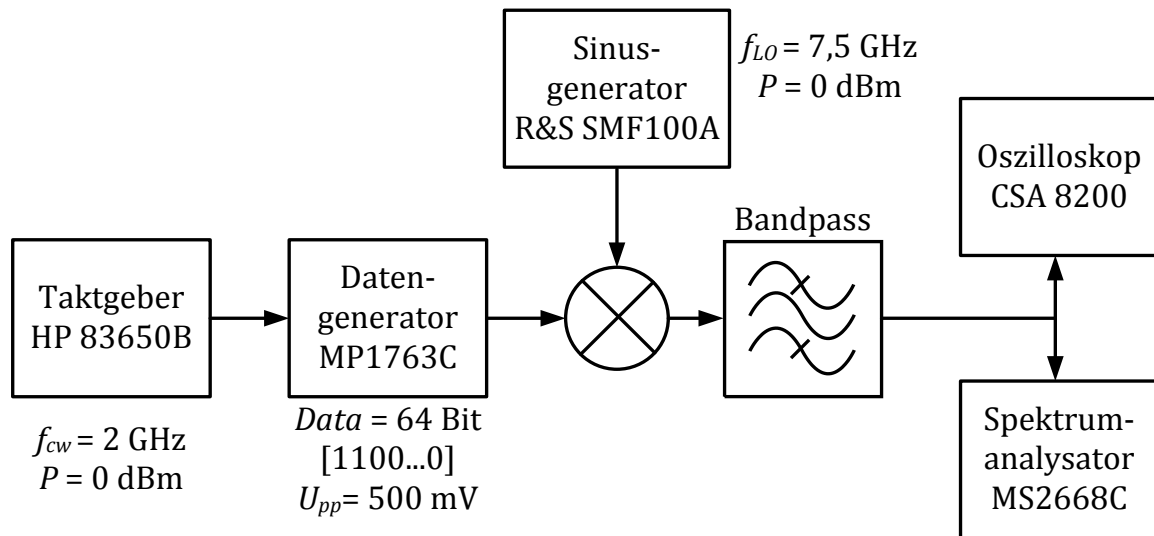 Sinus-
generator
R&S SMF100A
f_LO = 7,5 GHz
P = 0 dBm
Oszilloskop
CSA 8200
Bandpass
Taktgeber
HP 83650B
Daten-
generator
MP1763C
f_cw = 2 GHz
P = 0 dBm
Data = 64 Bit
[1100...0]
U_pp= 500 mV
Spektrum-
analysator
MS2668C